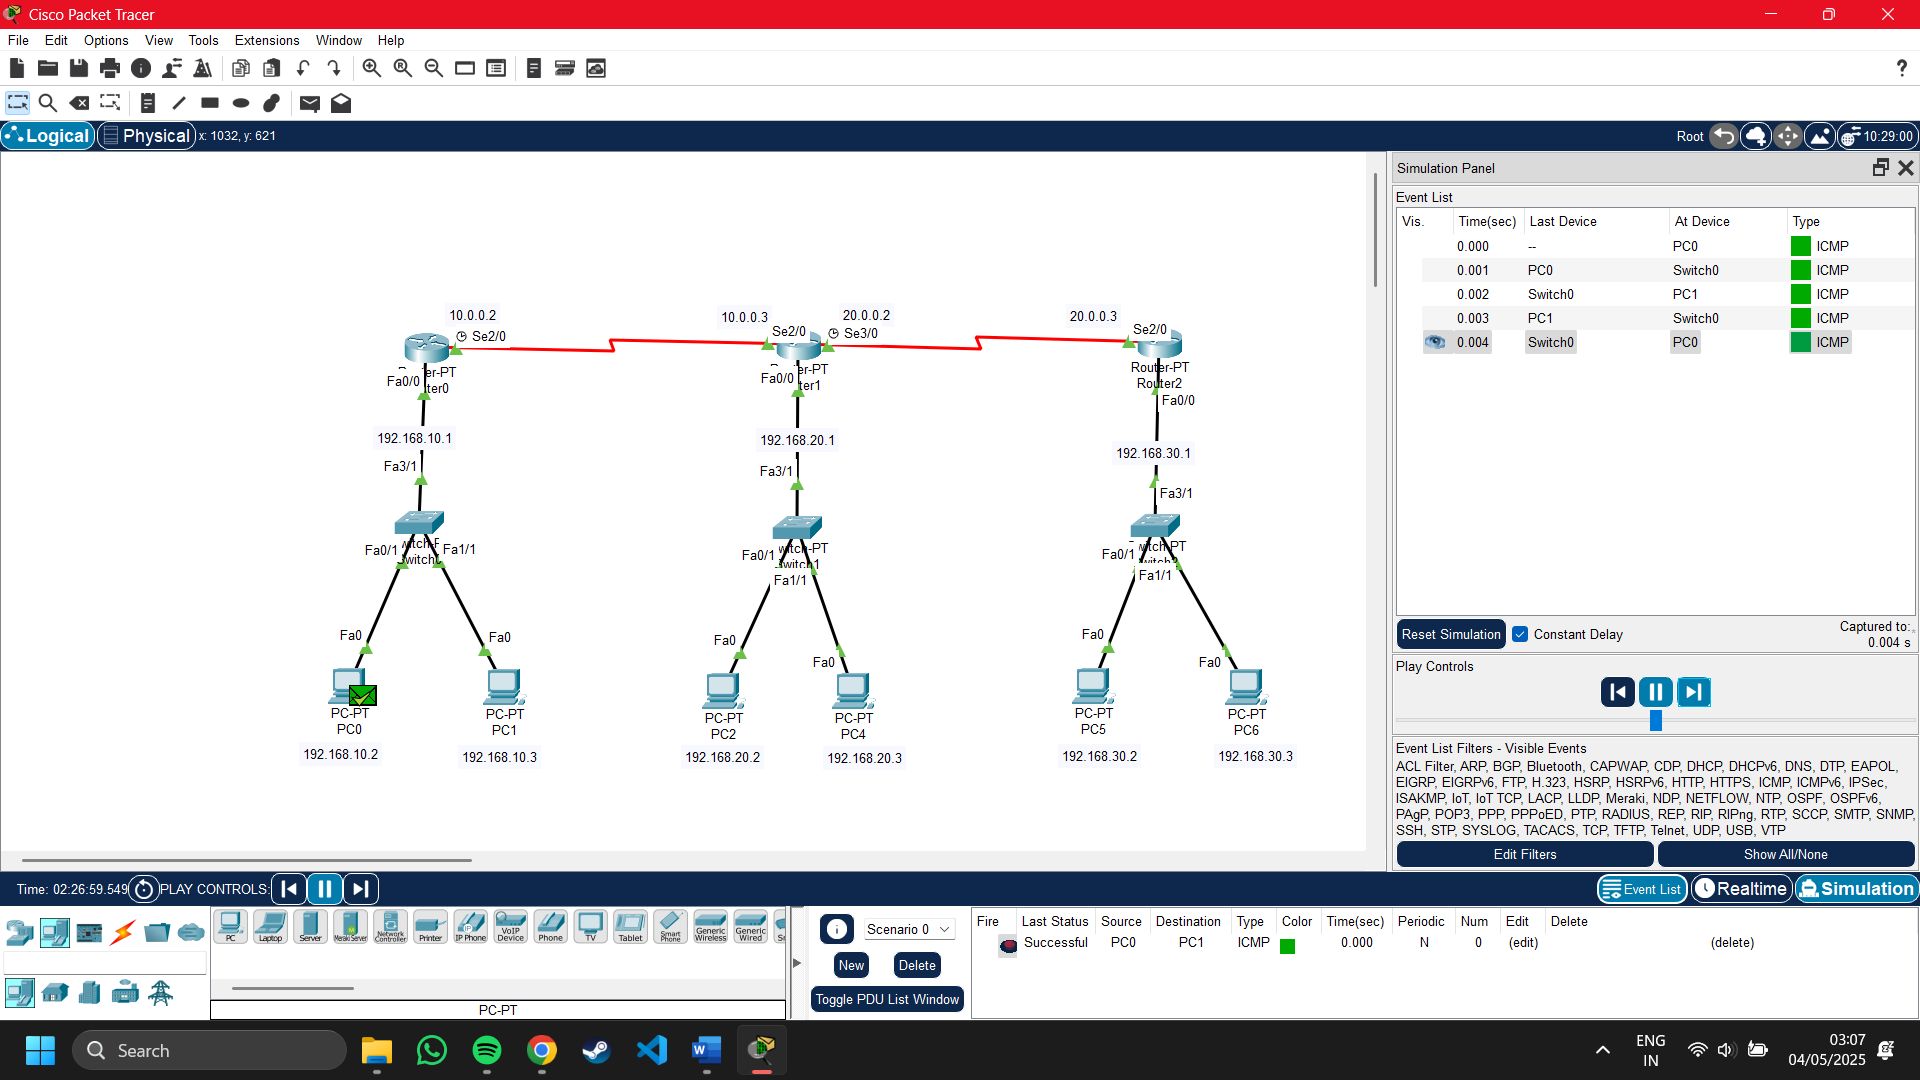 Cisco Packet Tracer
File Edit Options View Tools Extensions Window Help
?
Logical Physical x: 1032, y: 621 Root 10:29:00
Simulation Panel
Event List
Vis. Time(sec) Last Device At Device Type
0.000 -- PC0 ICMP
0.001 PC0 Switch0 ICMP
0.002 Switch0 PC1 ICMP
0.003 PC1 Switch0 ICMP
0.004 Switch0 PC0 ICMP
10.0.0.2
Se2/0
10.0.0.3
Se2/0
20.0.0.2
Se3/0
20.0.0.3
Se2/0
Fa0/0
Fa0/0
Router-PT
Router2
Fa0/0
192.168.10.1
192.168.20.1
192.168.30.1
Fa3/1
Fa3/1
Fa3/1
Fa0/1 Fa1/1
Fa0/1
Fa1/1
Fa0/1
Fa1/1
Fa0 Fa0
Fa0 Fa0
Fa0 Fa0
PC-PT
PC0
PC-PT
PC1
PC-PT
PC2
PC-PT
PC4
PC-PT
PC5
PC-PT
PC6
192.168.10.2
192.168.10.3
192.168.20.2
192.168.20.3
192.168.30.2
192.168.30.3
Reset Simulation Constant Delay Captured to:
0.004 s
Play Controls
Event List Filters - Visible Events
ACL Filter, ARP, BGP, Bluetooth, CAPWAP, CDP, DHCP, DHCPv6, DNS, DTP, EAPOL,
EIGRP, EIGRPv6, FTP, H.323, HSRP, HSRPv6, HTTP, HTTPS, ICMP, ICMPv6, IPSec,
ISAKMP, IoT, IoT TCP, LACP, LLDP, Meraki, NDP, NETFLOW, NTP, OSPF, OSPFv6,
PAgP, POP3, PPP, PPPoED, PTP, RADIUS, REP, RIP, RIPng, RTP, SCCP, SMTP, SNMP,
SSH, STP, SYSLOG, TACACS, TCP, TFTP, Telnet, UDP, USB, VTP
Edit Filters Show All/None
Time: 02:26:59.549 PLAY CONTROLS: Event List Realtime Simulation
PC Laptop Server Meraki Server Network Controller Printer IP Phone VoIP Device Phone TV Tablet Smart Phone Generic Wireless Generic Wired
PC-PT
Scenario 0
New Delete
Toggle PDU List Window
Fire Last Status Source Destination Type Color Time(sec) Periodic Num Edit Delete
Successful PC0 PC1 ICMP 0.000 N 0 (edit) (delete)
Search
ENG
IN
03:07
04/05/2025